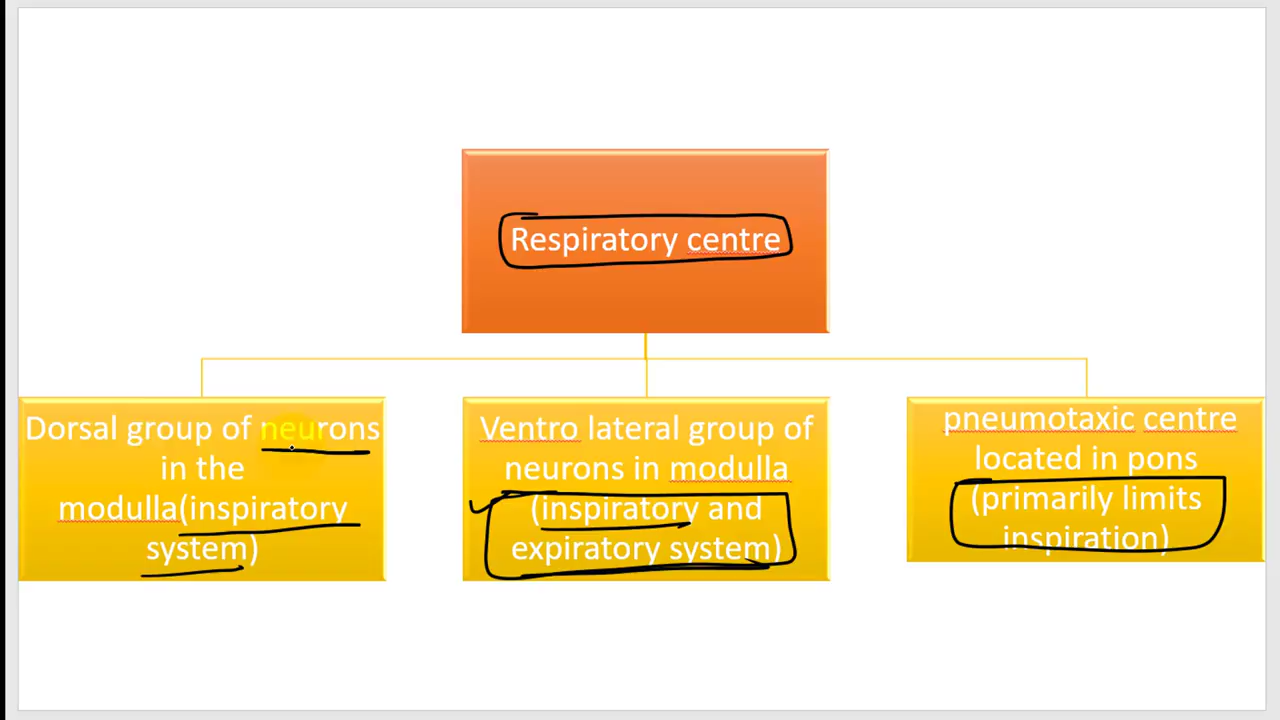 Respiratory centre
Dorsal group of neurons
in the
modulla(inspiratory
system)
Ventro lateral group of
neurons in modulla
(inspiratory and
expiratory system)
pneumotaxic centre
located in pons
(primarily limits
inspiration)